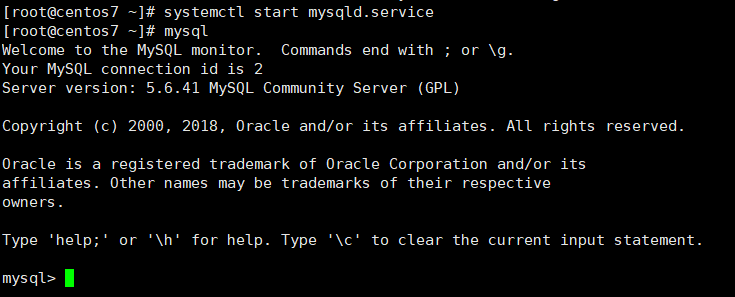 [root@centos7 ~]# systemctl start mysqld.service
[root@centos7 ~]# mysql
Welcome to the MySQL monitor.  Commands end with ; or \g.
Your MySQL connection id is 2
Server version: 5.6.41 MySQL Community Server (GPL)
Copyright (c) 2000, 2018, Oracle and/or its affiliates. All rights reserved.
Oracle is a registered trademark of Oracle Corporation and/or its
affiliates. Other names may be trademarks of their respective
owners.
Type 'help;' or '\h' for help. Type '\c' to clear the current input statement.
mysql>